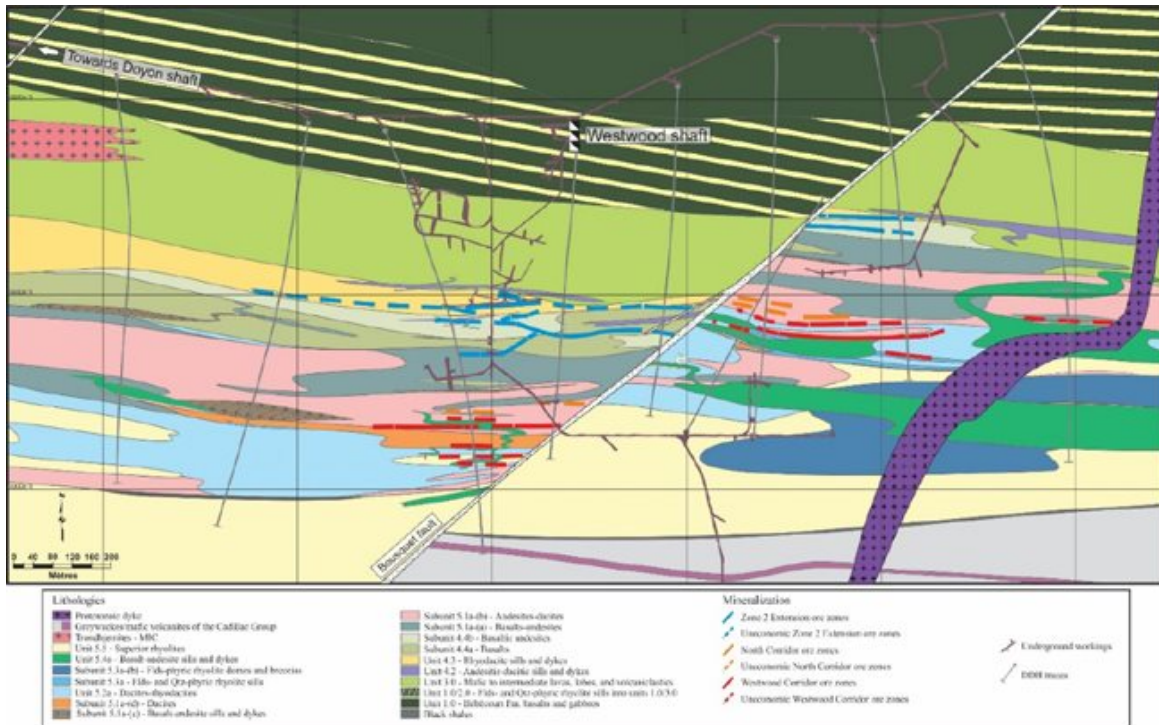 Towards Doyon shaft
Westwood shaft
Bousquet fault
0 40 80 120 160 200
Mètres
Lithologies
Proterozoic dyke
Greywackes/mafic volcanites of the Cadillac Group
Trondhjemites - MIC
Unit 5.5 - Superior rhyolites
Unit 5.4 - Basalt-andesite sills and dykes
Subunit 5.3a-(b) - Flds-phyric rhyolite domes and breccias
Subunit 5.3a - Flds- and Qtz-phyric rhyolite sills
Unit 5.2a - Dacites-rhyodacites
Subunit 5.1a-(d) - Dacites
Subunit 5.1a-(c) - Basalt-andesite sills and dykes
Subunit 5.1a-(b) - Andesites-dacites
Subunit 5.1a-(a) - Basalts-andesites
Subunit 4.4b - Basaltic andesites
Subunit 4.4a - Basalts
Unit 4.3 - Rhyodacite sills and dykes
Unit 4.2 - Andesitic-dacitic sills and dykes
Unit 3.0 - Mafic to intermediate lavas, lobes, and volcaniclastics
Unit 1.0/2.0 - Flds- and Qtz-phyric rhyolite sills into units 1.0/3.0
Unit 1.0 - Hébécourt Fm, basalts and gabbros
Black shales
Mineralization
Zone 2 Extension ore zones
Uneconomic Zone 2 Extension ore zones
North Corridor ore zones
Uneconomic North Corridor ore zones
Westwood Corridor ore zones
Uneconomic Westwood Corridor ore zones
Underground workings
DDH traces